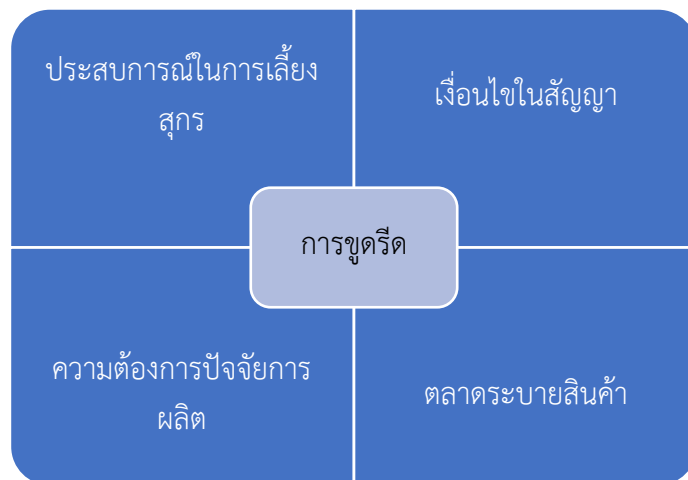 ประสบการณ์ในการเลี้ยง
สุกร
เงื่อนไขในสัญญา
การขูดรีด
ความต้องการปัจจัยการ
ผลิต
ตลาดระบายสินค้า